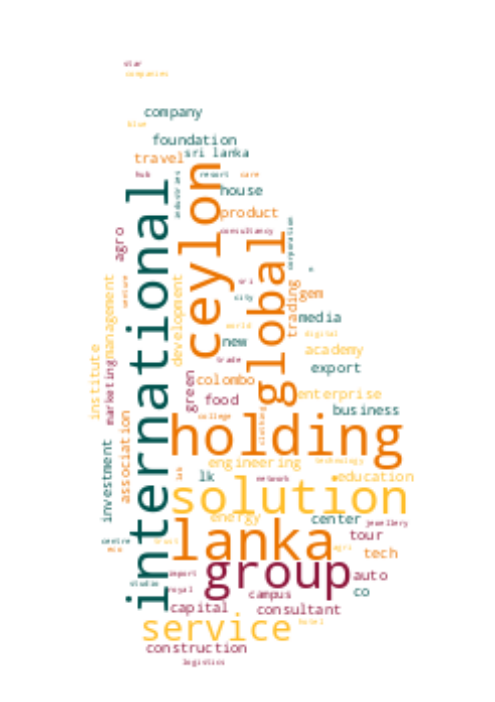 star
companies
company
blue
foundation
sri lanka
travel
hub
resort
care
industries
house
product
international
ceylon
consultancy
corporation
agro
global
sri
city
venture
management
development
trading
gem
media
world
digital
new
academy
institute
marketing
trade
export
colombo
green
food
enterprise
business
college
clothing
association
holding
investment
engineering
technology
lk
network
education
solution
energy
center
jewellery
lanka
tour
centre
agri
tech
group
import
auto
studio
royal
campus
co
capital
consultant
service
hotel
construction
logistics